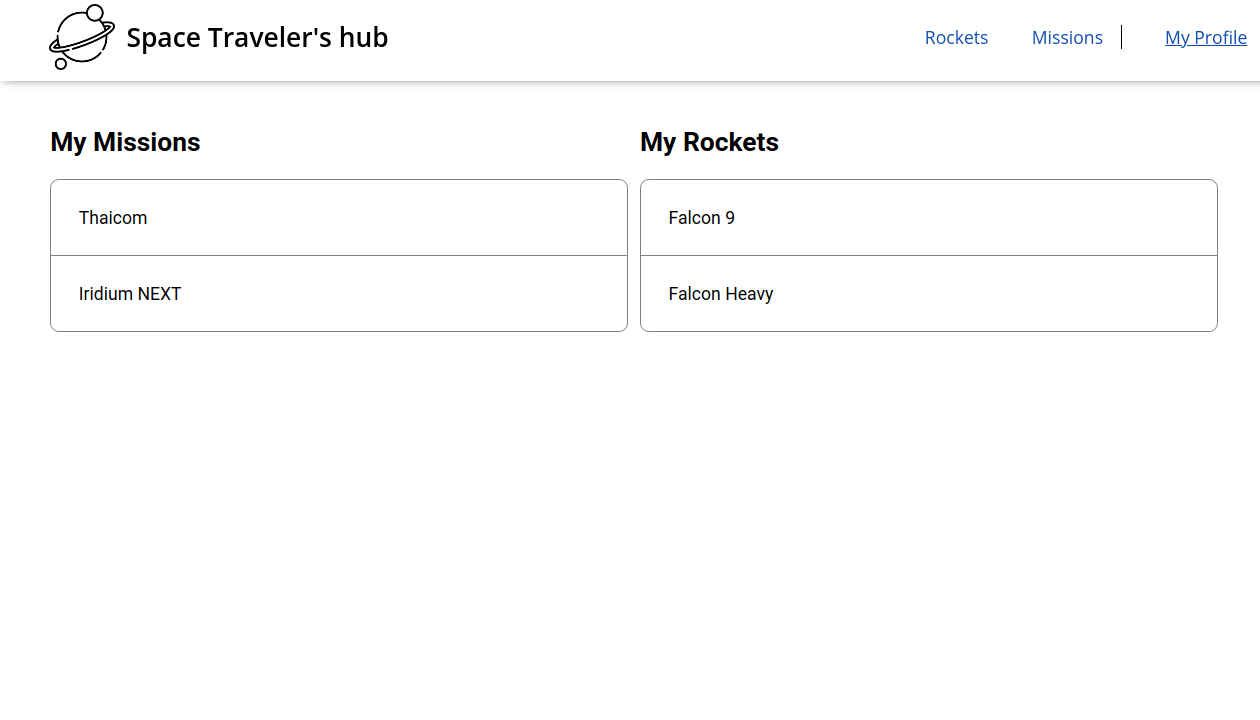 Space Traveler's hub
Rockets
Missions
My Profile
My Missions
Thaicom
Iridium NEXT
My Rockets
Falcon 9
Falcon Heavy